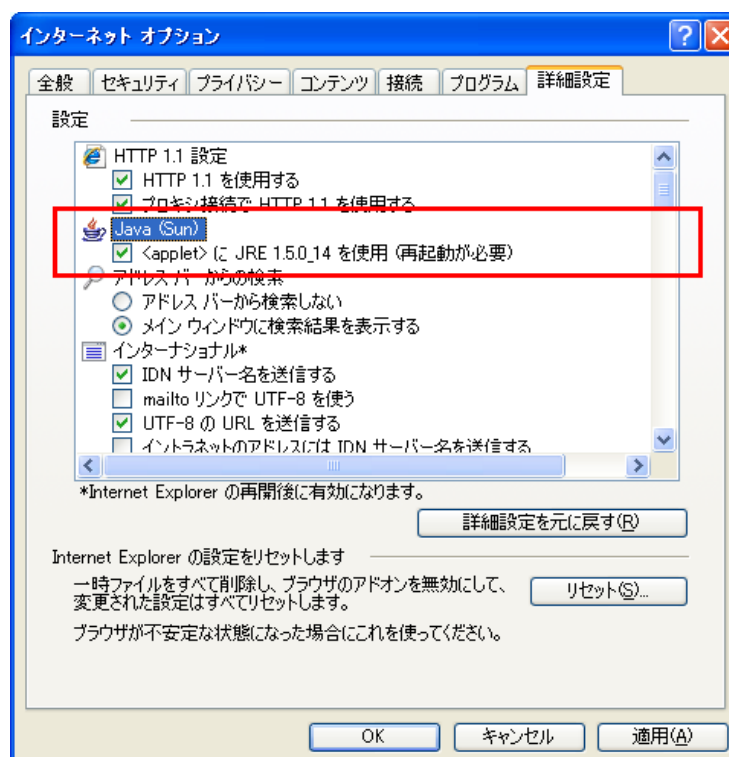 インターネット オプション
全般 セキュリティ プライバシー コンテンツ 接続 プログラム 詳細設定
設定
HTTP 1.1 設定
HTTP 1.1 を使用する
プロキシ接続で HTTP 1.1 を使用する
Java (Sun)
<applet> に JRE 1.5.0_14 を使用 (再起動が必要)
アドレス バーからの検索
アドレス バーから検索しない
メイン ウィンドウに検索結果を表示する
インターナショナル*
IDN サーバー名を送信する
mailto リンクで UTF-8 を使う
UTF-8 の URL を送信する
イントラネットのアドレスには IDN サーバー名を送信する
*Internet Explorer の再開後に有効になります。
詳細設定を元に戻す(R)
Internet Explorer の設定をリセットします
一時ファイルをすべて削除し、ブラウザのアドオンを無効にして、
変更された設定はすべてリセットします。
リセット(S)...
ブラウザが不安定な状態になった場合にこれを使ってください。
OK キャンセル 適用(A)